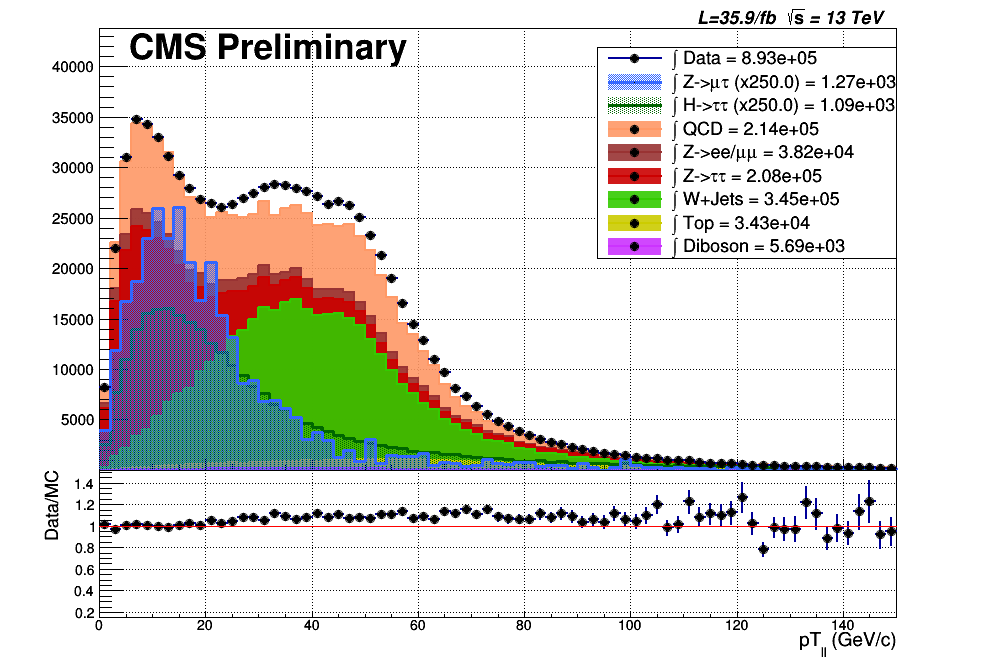 L=35.9/fb √s = 13 TeV
CMS Preliminary
∫ Data = 8.93e+05
∫ Z->μτ (x250.0) = 1.27e+03
∫ H->ττ (x250.0) = 1.09e+03
∫ QCD = 2.14e+05
∫ Z->ee/μμ = 3.82e+04
∫ Z->ττ = 2.08e+05
∫ W+Jets = 3.45e+05
∫ Top = 3.43e+04
∫ Diboson = 5.69e+03
40000
35000
30000
25000
20000
15000
10000
5000
Data/MC
1.4
1.2
1
0.8
0.6
0.4
0.2
0 20 40 60 80 100 120 140
pT_ll (GeV/c)